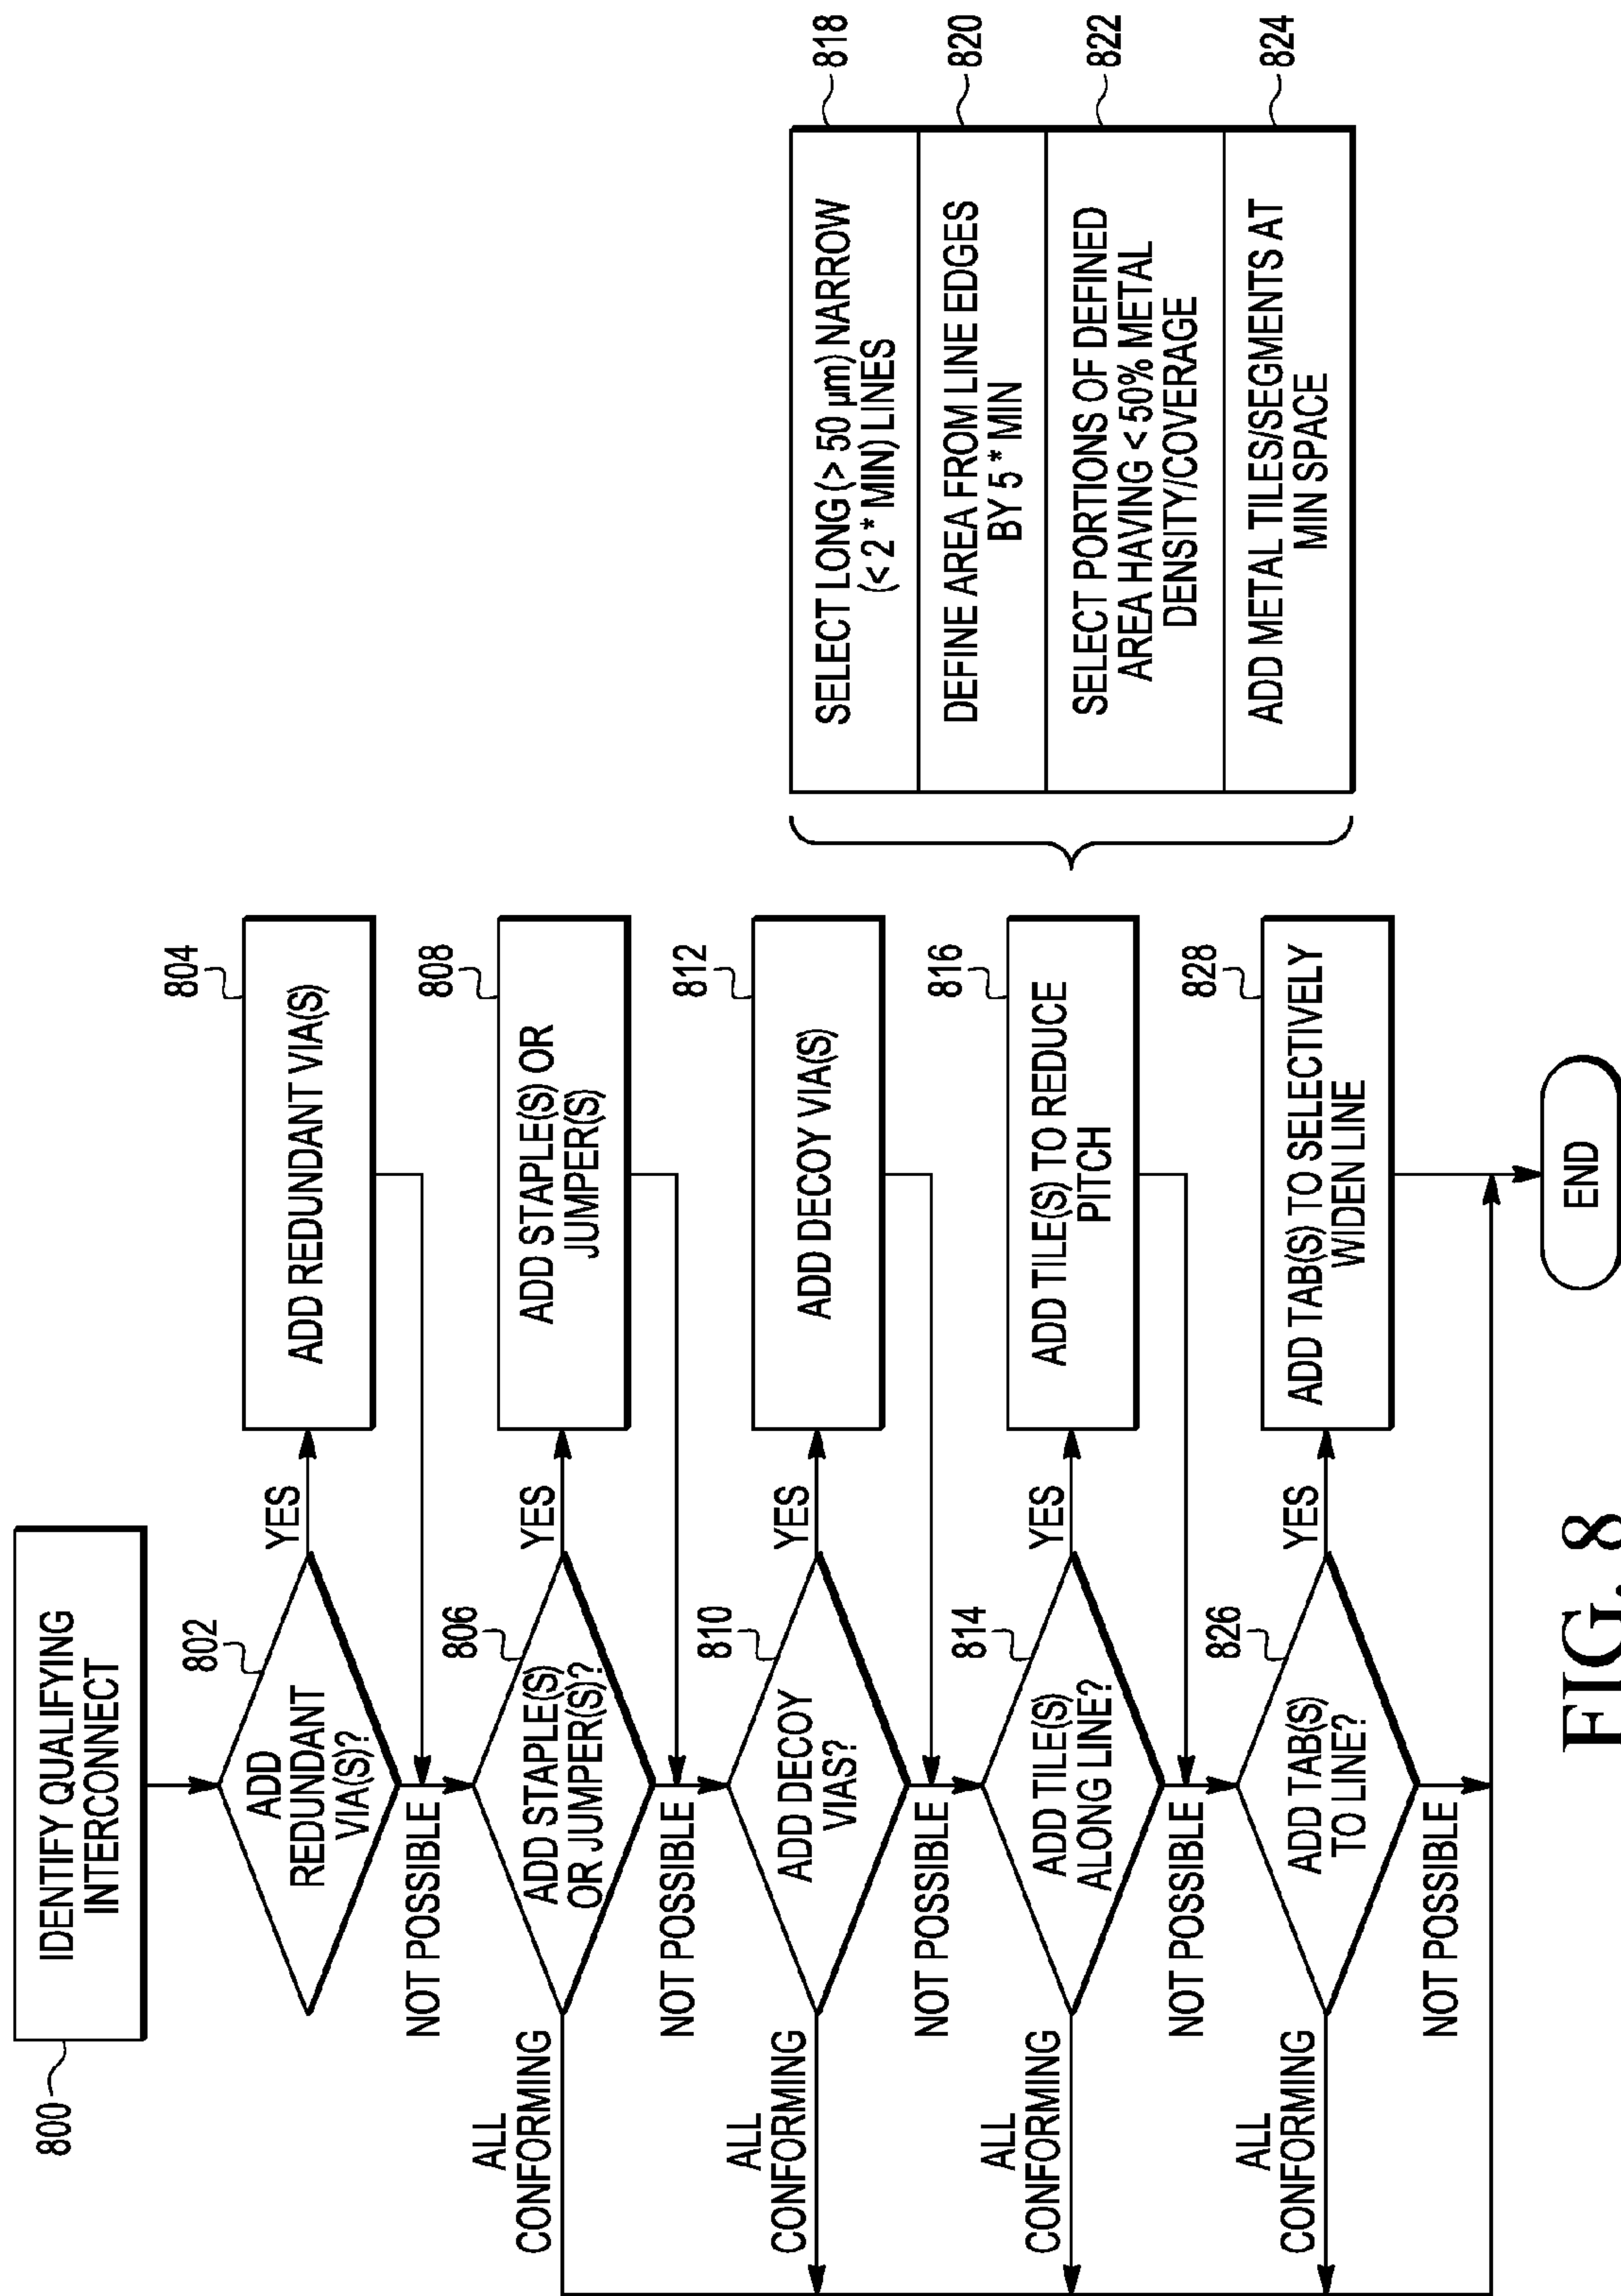 800
IDENTIFY QUALIFYING
INTERCONNECT
802
ADD
REDUNDANT
VIA(S)?
YES
804
ADD REDUNDANT VIA(S)
NOT POSSIBLE
806
ADD STAPLE(S)
OR JUMPER(S)?
YES
808
ADD STAPLE(S) OR
JUMPER(S)
ALL
CONFORMING
NOT POSSIBLE
810
ADD DECOY
VIAS?
YES
812
ADD DECOY VIA(S)
ALL
CONFORMING
NOT POSSIBLE
814
ADD TILE(S)
ALONG LINE?
YES
816
ADD TILE(S) TO REDUCE
PITCH
ALL
CONFORMING
NOT POSSIBLE
826
ADD TAB(S)
TO LINE?
YES
828
ADD TAB(S) TO SELECTIVELY
WIDEN LINE
ALL
CONFORMING
NOT POSSIBLE
END
SELECT LONG (> 50 µm) NARROW
(< 2 * MIN) LINES
818
DEFINE AREA FROM LINE EDGES
BY 5 * MIN
820
SELECT PORTIONS OF DEFINED
AREA HAVING < 50% METAL
DENSITY/COVERAGE
822
ADD METAL TILES/SEGMENTS AT
MIN SPACE
824
FIG. 8